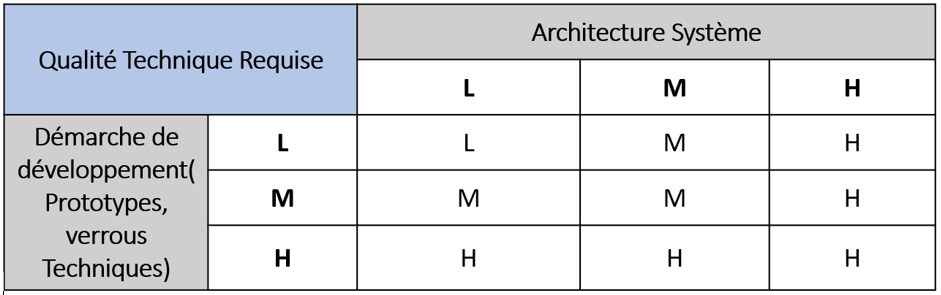 Qualité Technique Requise
Architecture Système
L M H
Démarche de
développement(
Prototypes,
verrous
Techniques)
L L M H
M M M H
H H H H